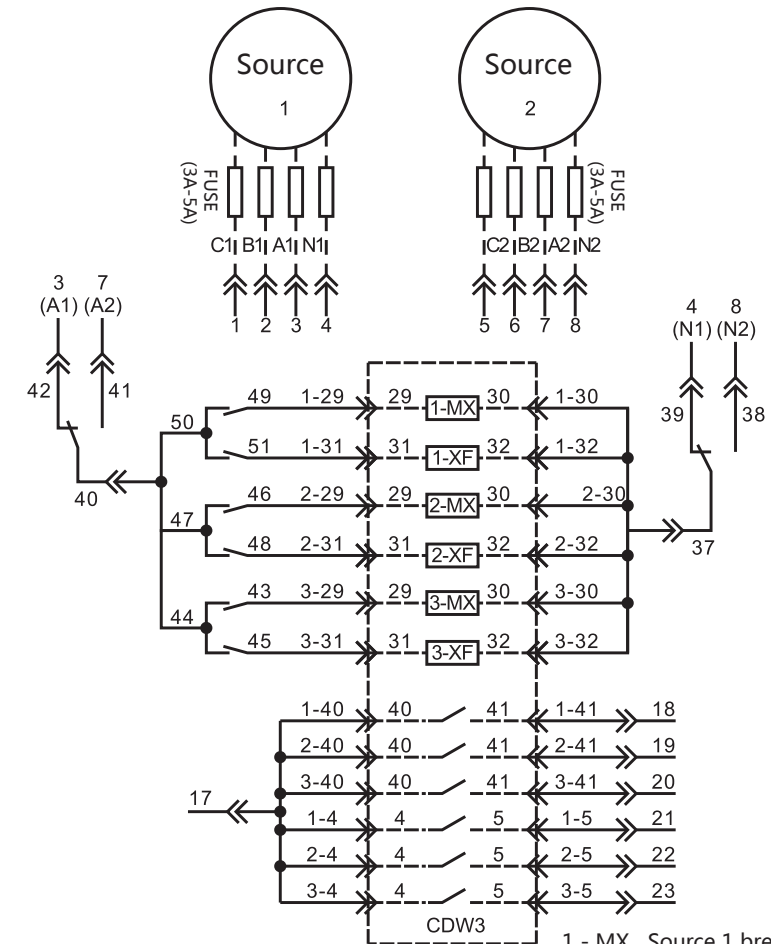 Source
1
Source
2
FUSE
(3A-5A)
FUSE
(3A-5A)
C1 B1 A1 N1
C2 B2 A2 N2
1 2 3 4
5 6 7 8
3 7
(A1) (A2)
4 8
(N1) (N2)
42 41
39 38
40
37
50
49 1-29 29 1-MX 30 1-30
51 1-31 31 1-XF 32 1-32
47
46 2-29 29 2-MX 30 2-30
48 2-31 31 2-XF 32 2-32
44
43 3-29 29 3-MX 30 3-30
45 3-31 31 3-XF 32 3-32
1-40 40 41 1-41 18
2-40 40 41 2-41 19
3-40 40 41 3-41 20
17
1-4 4 5 1-5 21
2-4 4 5 2-5 22
3-4 4 5 3-5 23
CDW3
1 - MX Source 1 bre